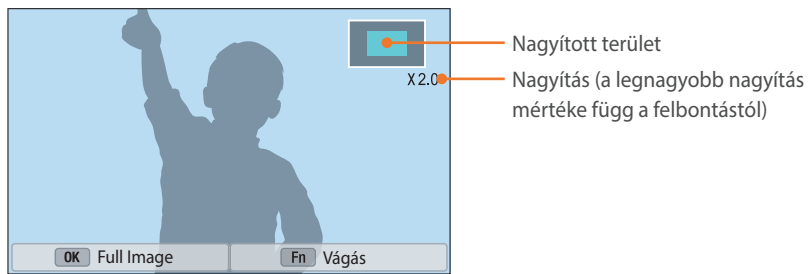 Nagyított terület
X 2.0
Nagyítás (a legnagyobb nagyítás
mértéke függ a felbontástól)
OK Full Image
Fn Vágás